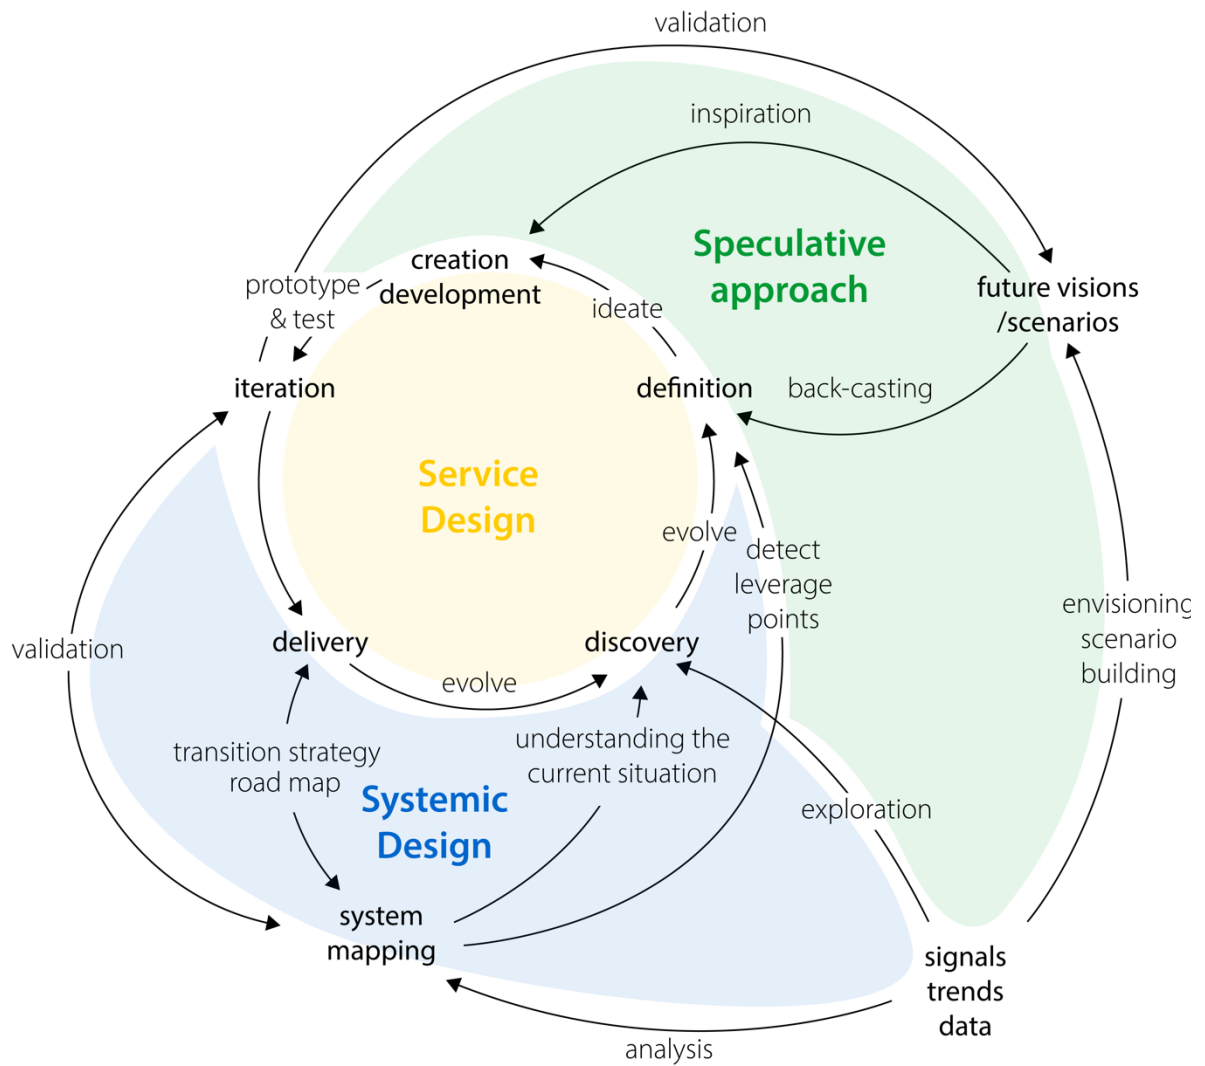 validation
inspiration
Speculative
approach
creation
development
prototype
& test
ideate
future visions
/scenarios
iteration
definition
back-casting
Service
Design
evolve
detect
leverage
points
envisioning
scenario
building
validation
delivery
discovery
evolve
transition strategy
road map
understanding the
current situation
Systemic
Design
exploration
system
mapping
signals
trends
data
analysis